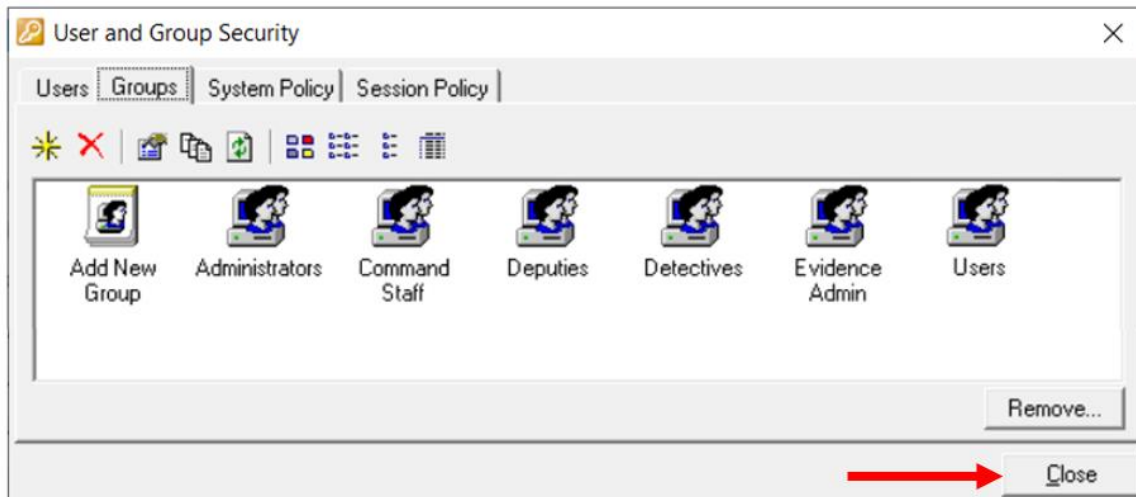 User and Group Security
Users Groups System Policy Session Policy
Add New Group
Administrators
Command Staff
Deputies
Detectives
Evidence Admin
Users
Remove...
Close